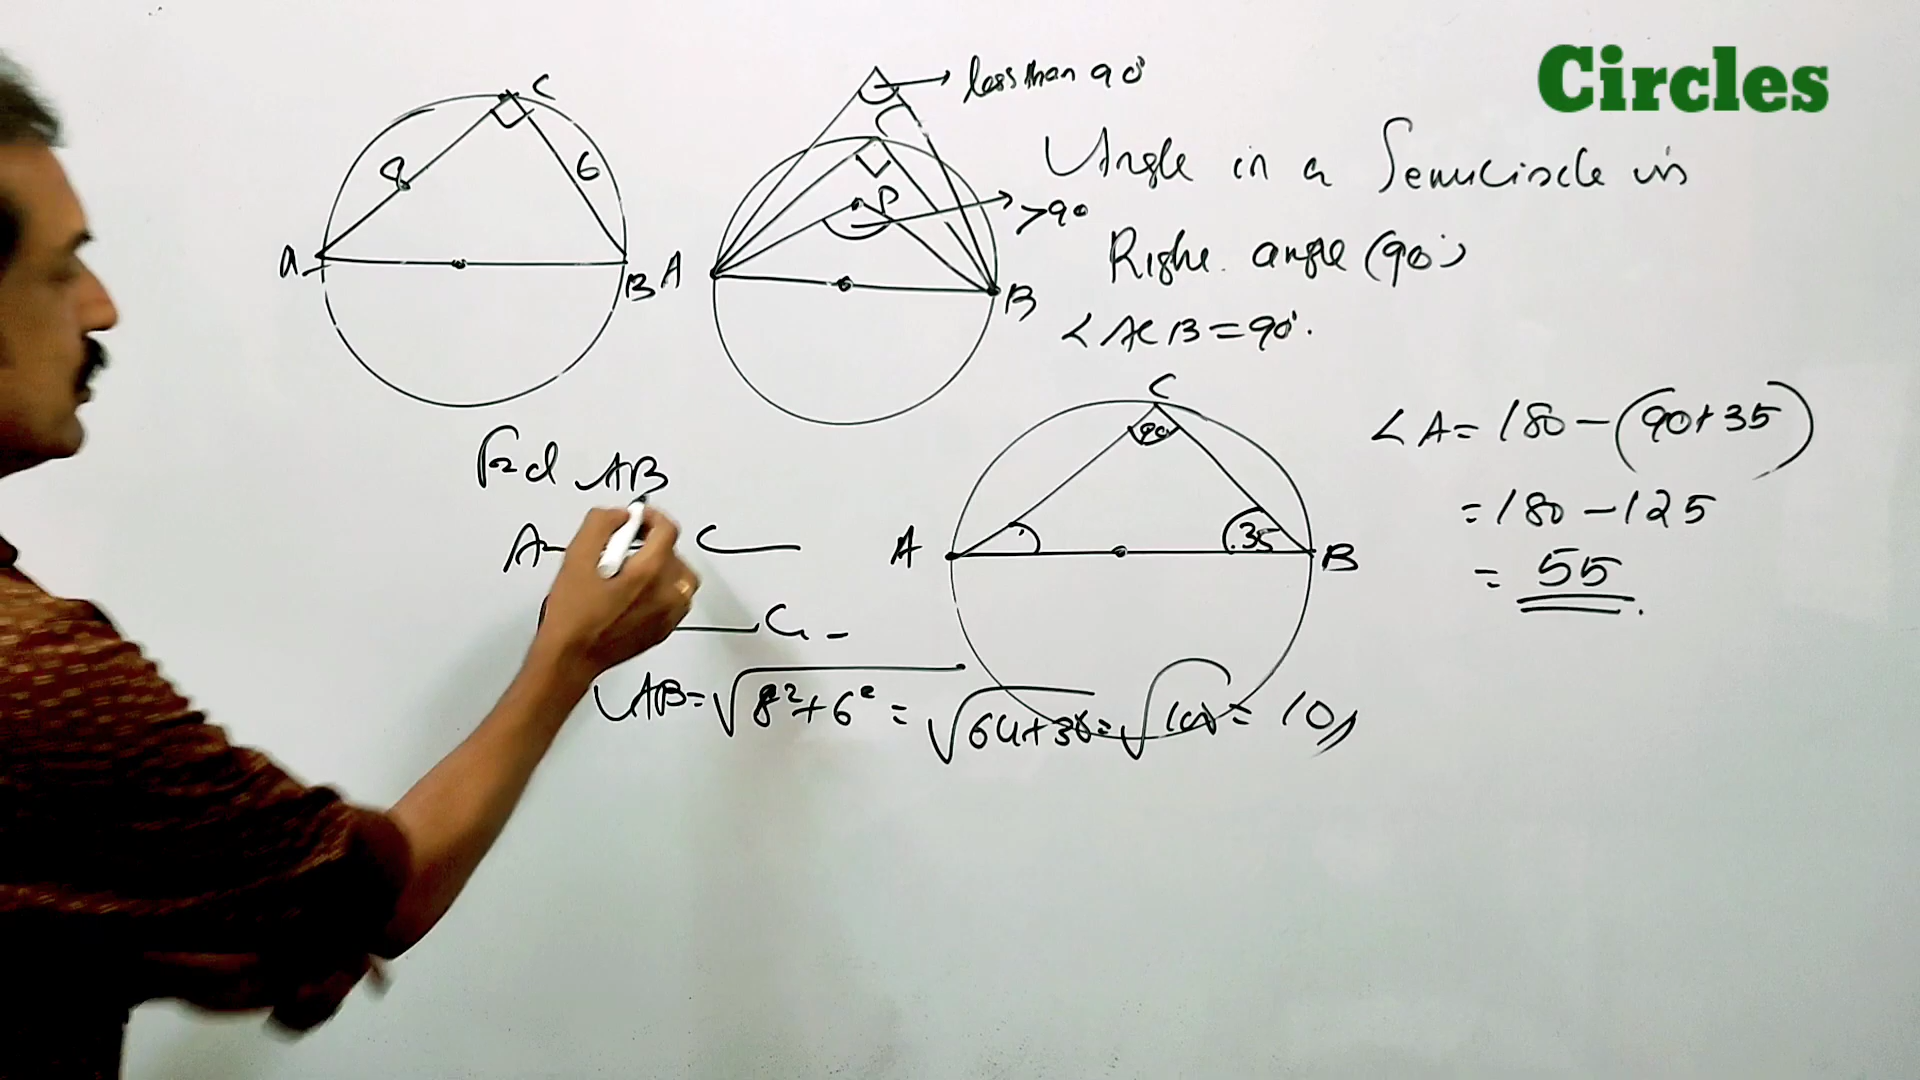 Circles
C
8
6
A
B
less than 90°
C
P
>90
A
B
Angle in a Semicircle is
Right angle (90°)
∠ACB=90°.
Find AB
C
90
A
35
B
∠A= 180-(90+35)
=180-125
= 55
A
C
C
AB=√8²+6² = √64+36=√100= 10